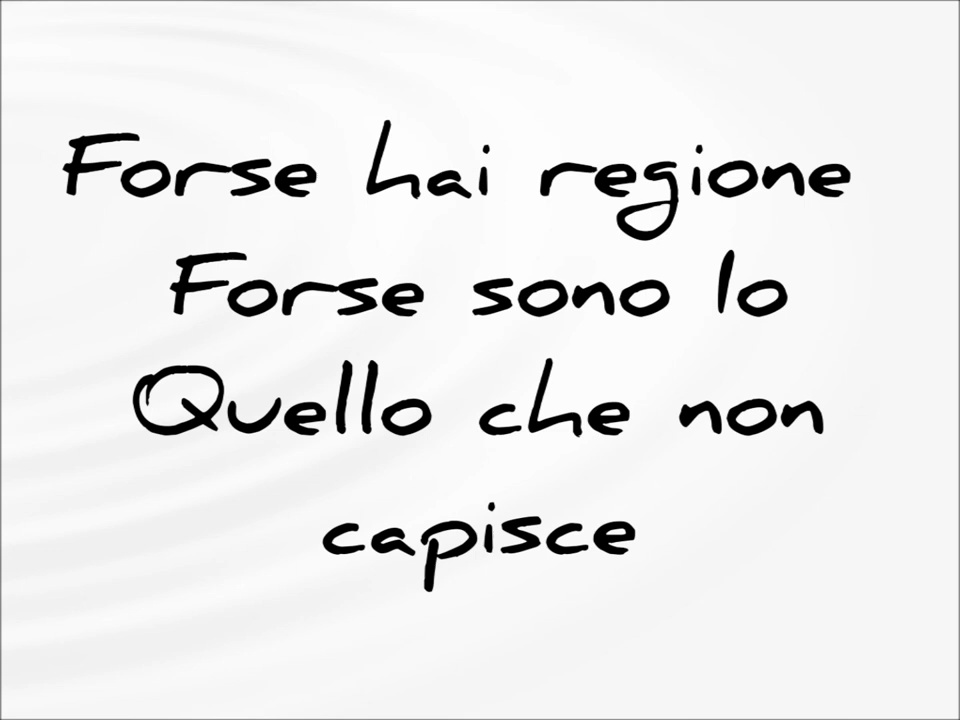 Forse hai regione
Forse sono lo
Quello che non
capisce